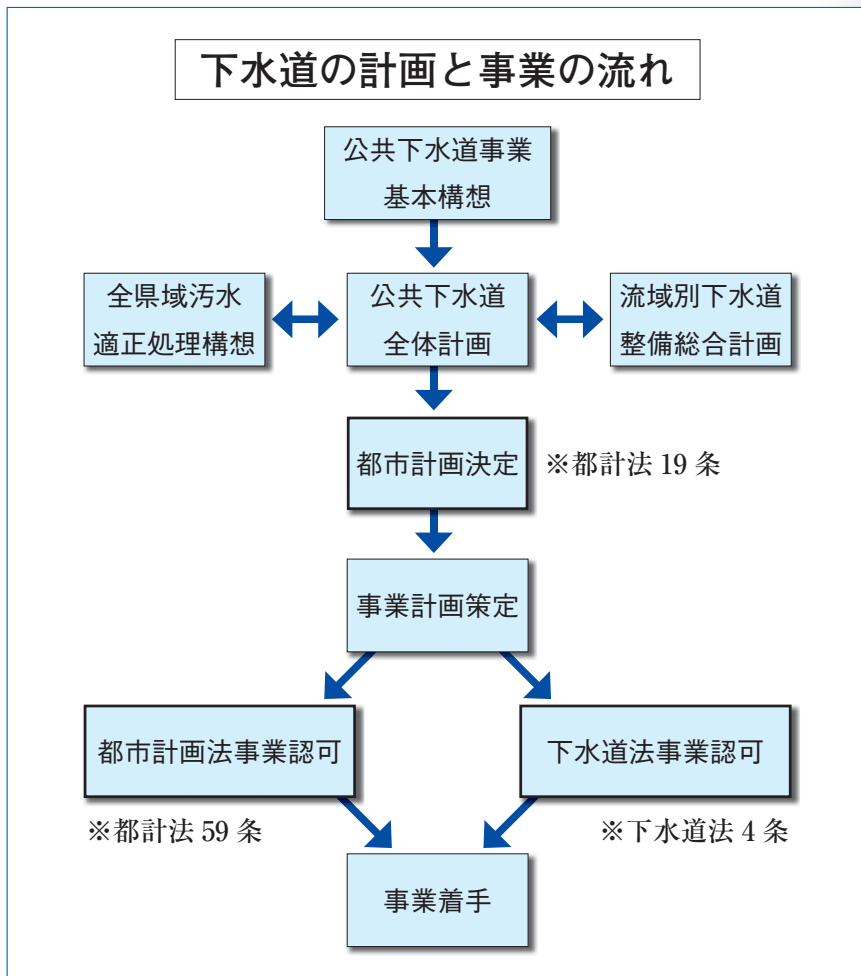 下水道の計画と事業の流れ
公共下水道事業
基本構想
全県域汚水
適正処理構想
公共下水道
全体計画
流域別下水道
整備総合計画
都市計画決定
※都計法 19 条
事業計画策定
都市計画法事業認可
下水道法事業認可
※都計法 59 条
※下水道法 4 条
事業着手